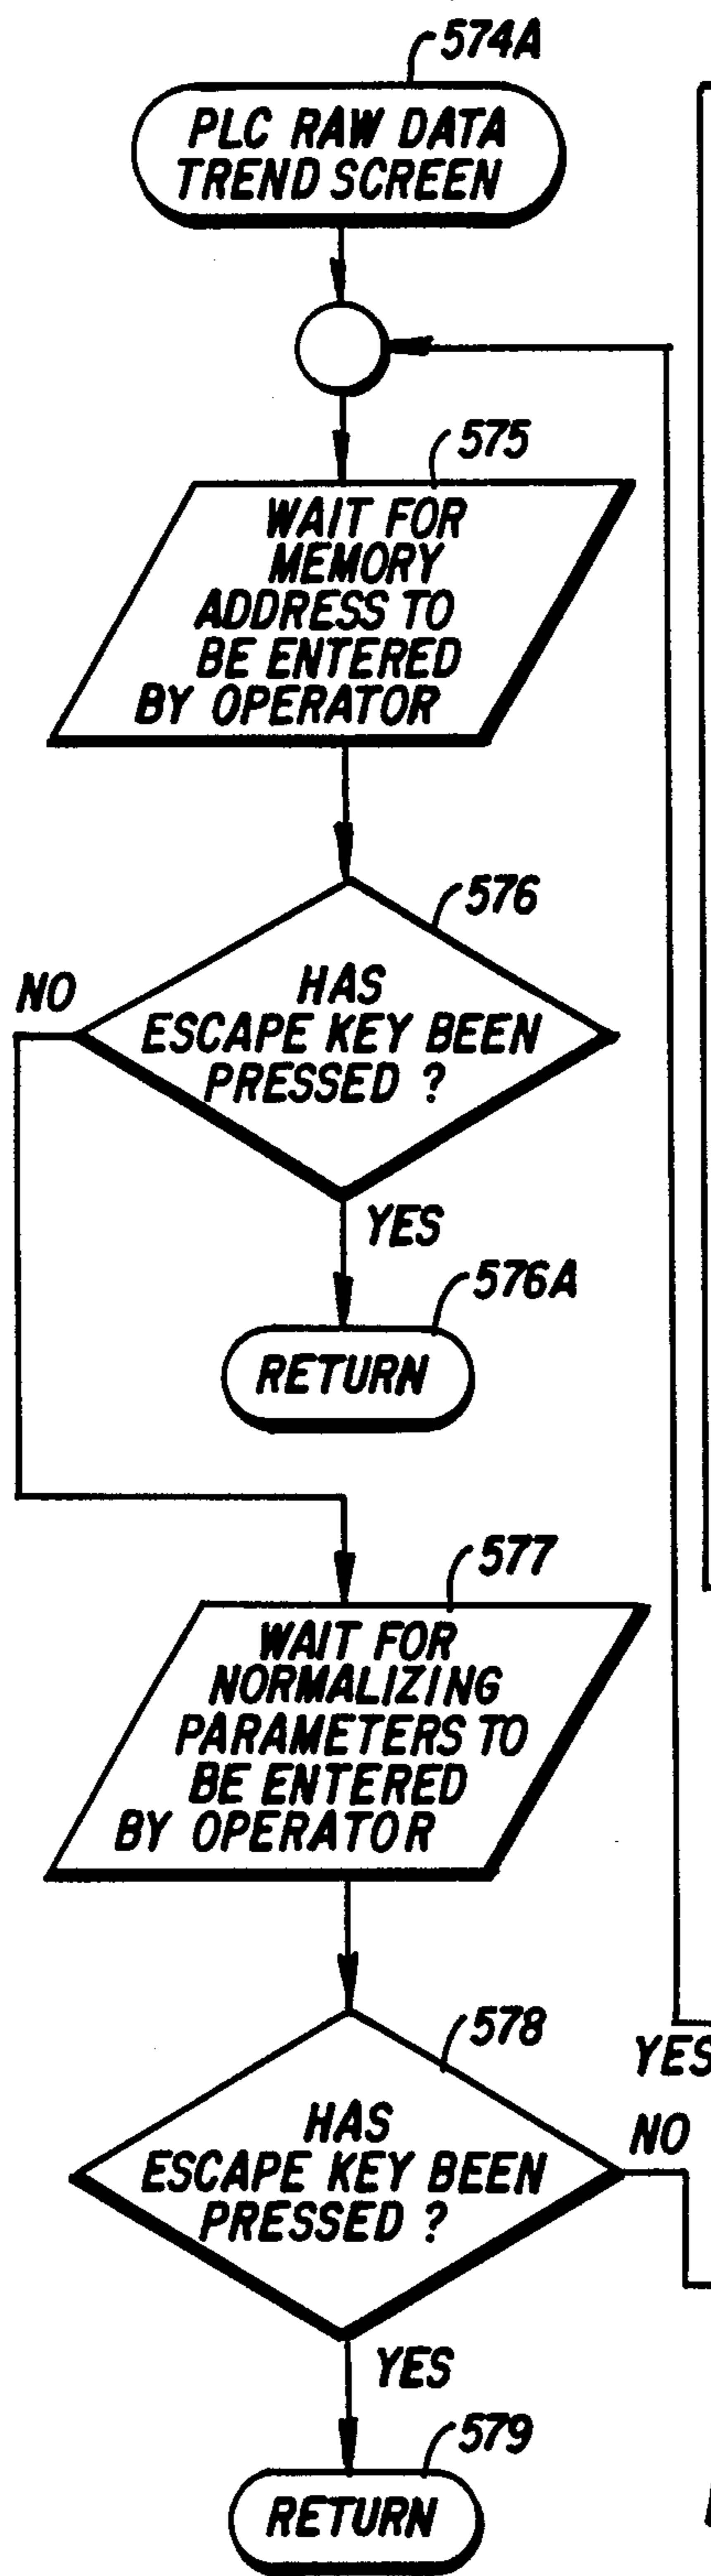 574A
PLC RAW DATA
TREND SCREEN
575
WAIT FOR
MEMORY
ADDRESS TO
BE ENTERED
BY OPERATOR
576
NO
HAS
ESCAPE KEY BEEN
PRESSED ?
YES
576A
RETURN
577
WAIT FOR
NORMALIZING
PARAMETERS TO
BE ENTERED
BY OPERATOR
578
YES
NO
HAS
ESCAPE KEY BEEN
PRESSED ?
YES
579
RETURN